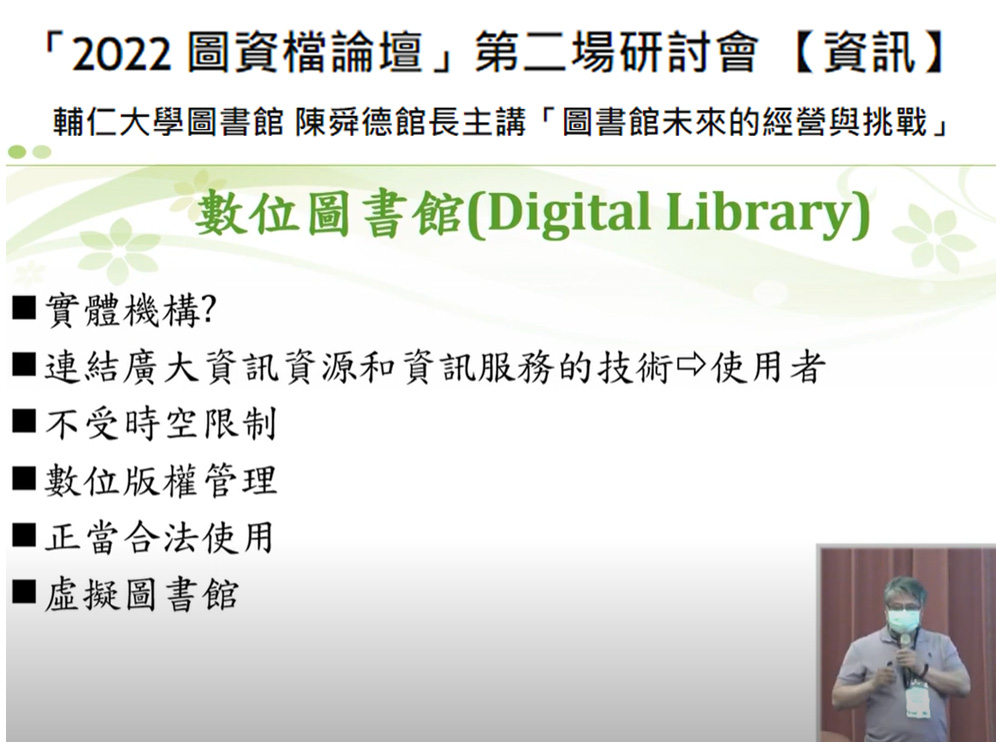 「2022 圖資檔論壇」第二場研討會 【資訊】
輔仁大學圖書館 陳舜德館長主講「圖書館未來的經營與挑戰」
數位圖書館(Digital Library)
■實體機構?
■連結廣大資訊資源和資訊服務的技術⇨使用者
■不受時空限制
■數位版權管理
■正當合法使用
■虛擬圖書館